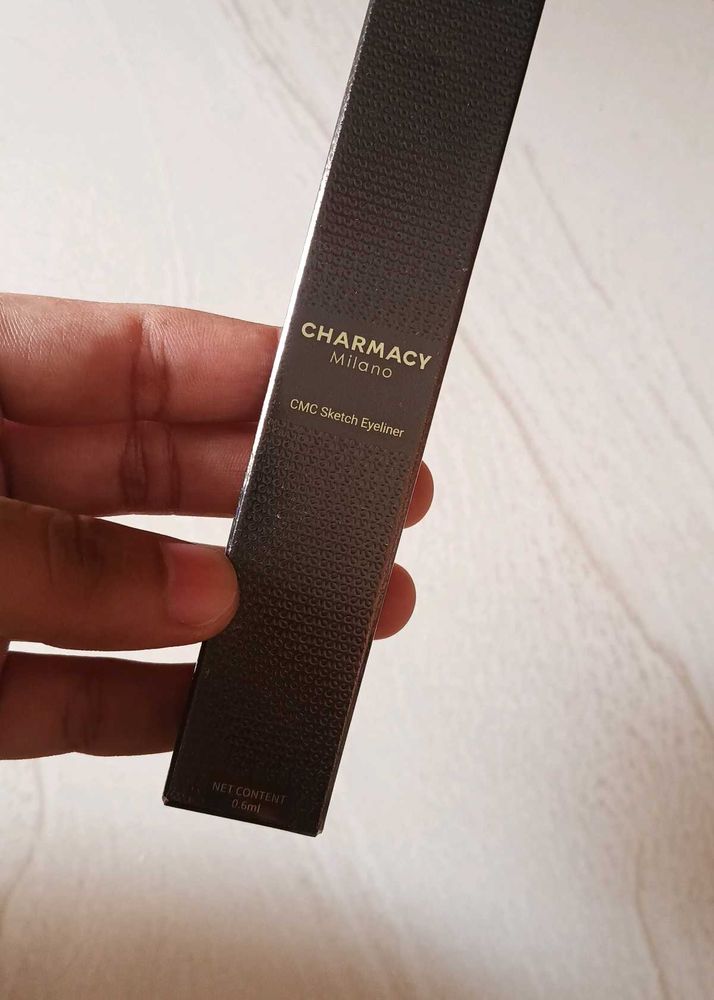 CHARMACY
Milano
CMC Sketch Eyeliner
NET CONTENT
0.6ml